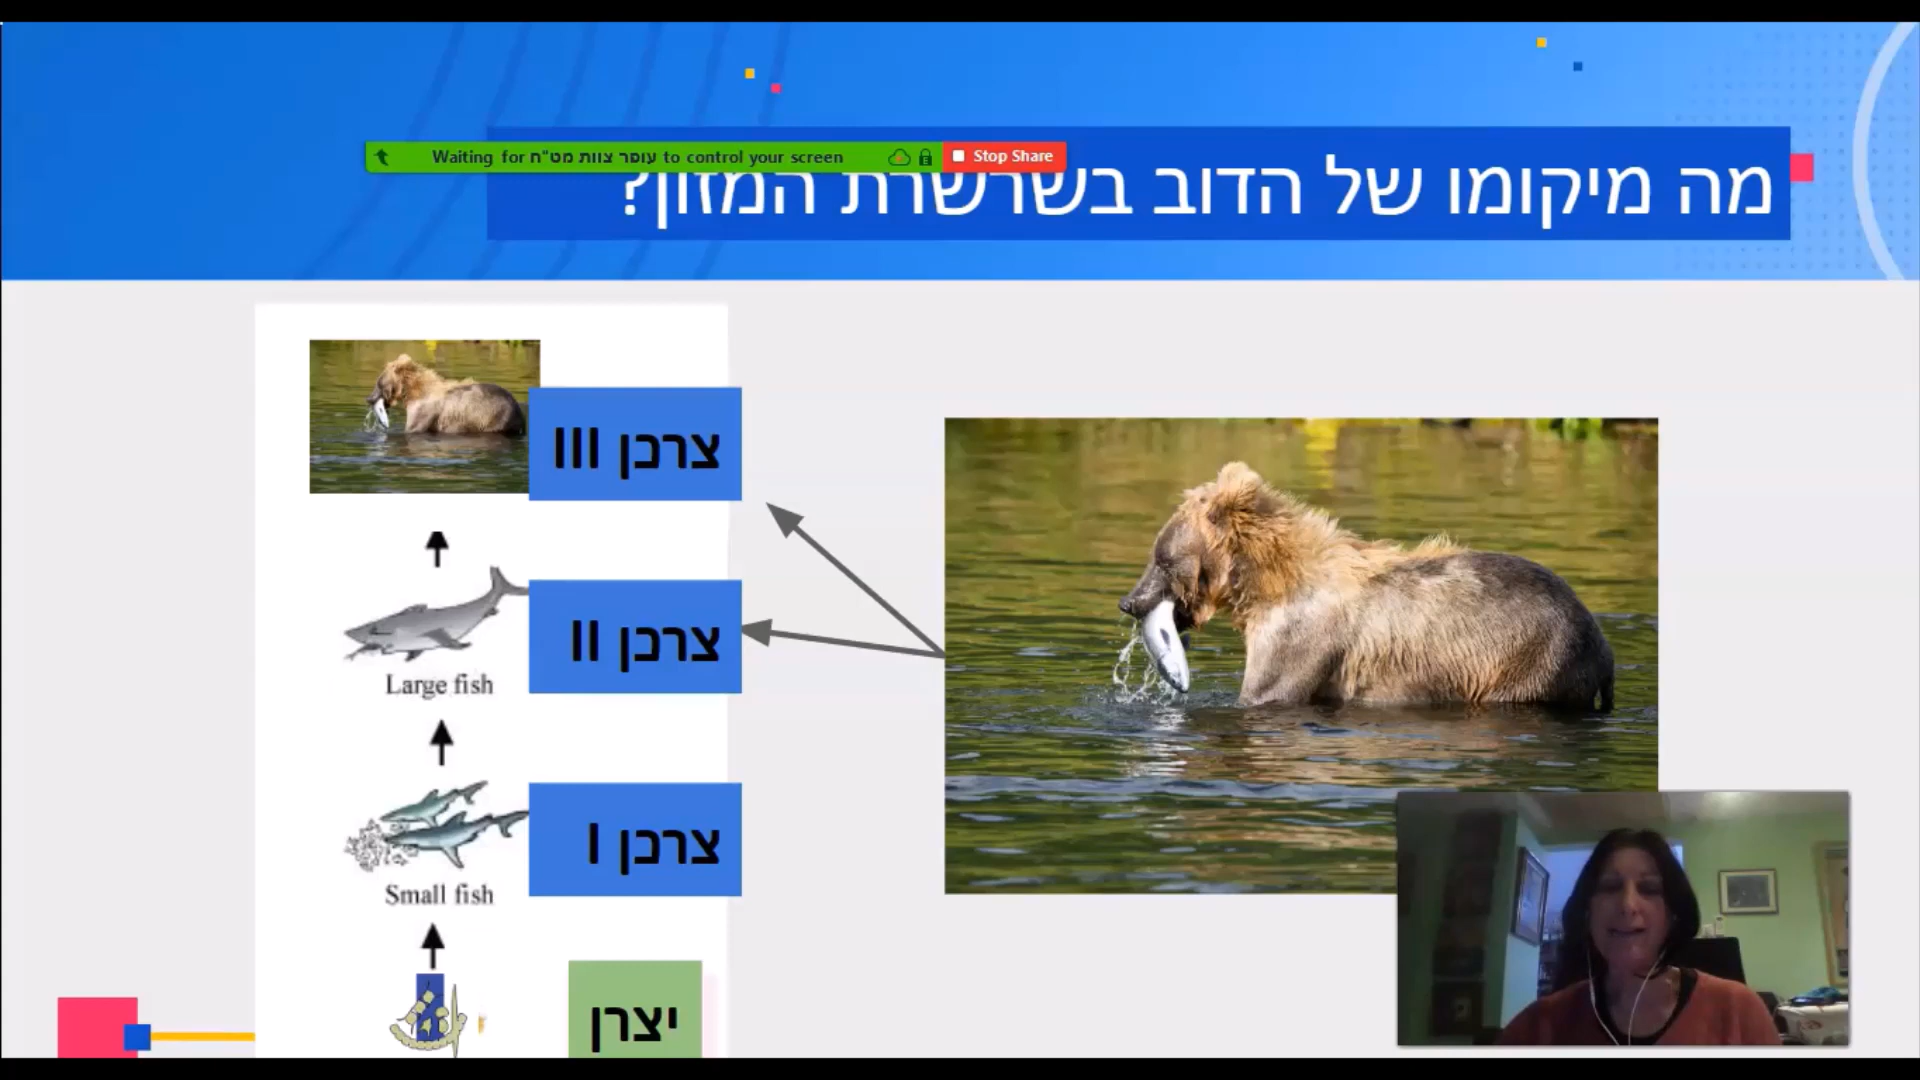 Waiting for עופר צוות מט"ח to control your screen
Stop Share
מה מיקומו של הדוב בשרשרת המזון?
צרכן III
צרכן II
Large fish
צרכן I
Small fish
יצרן